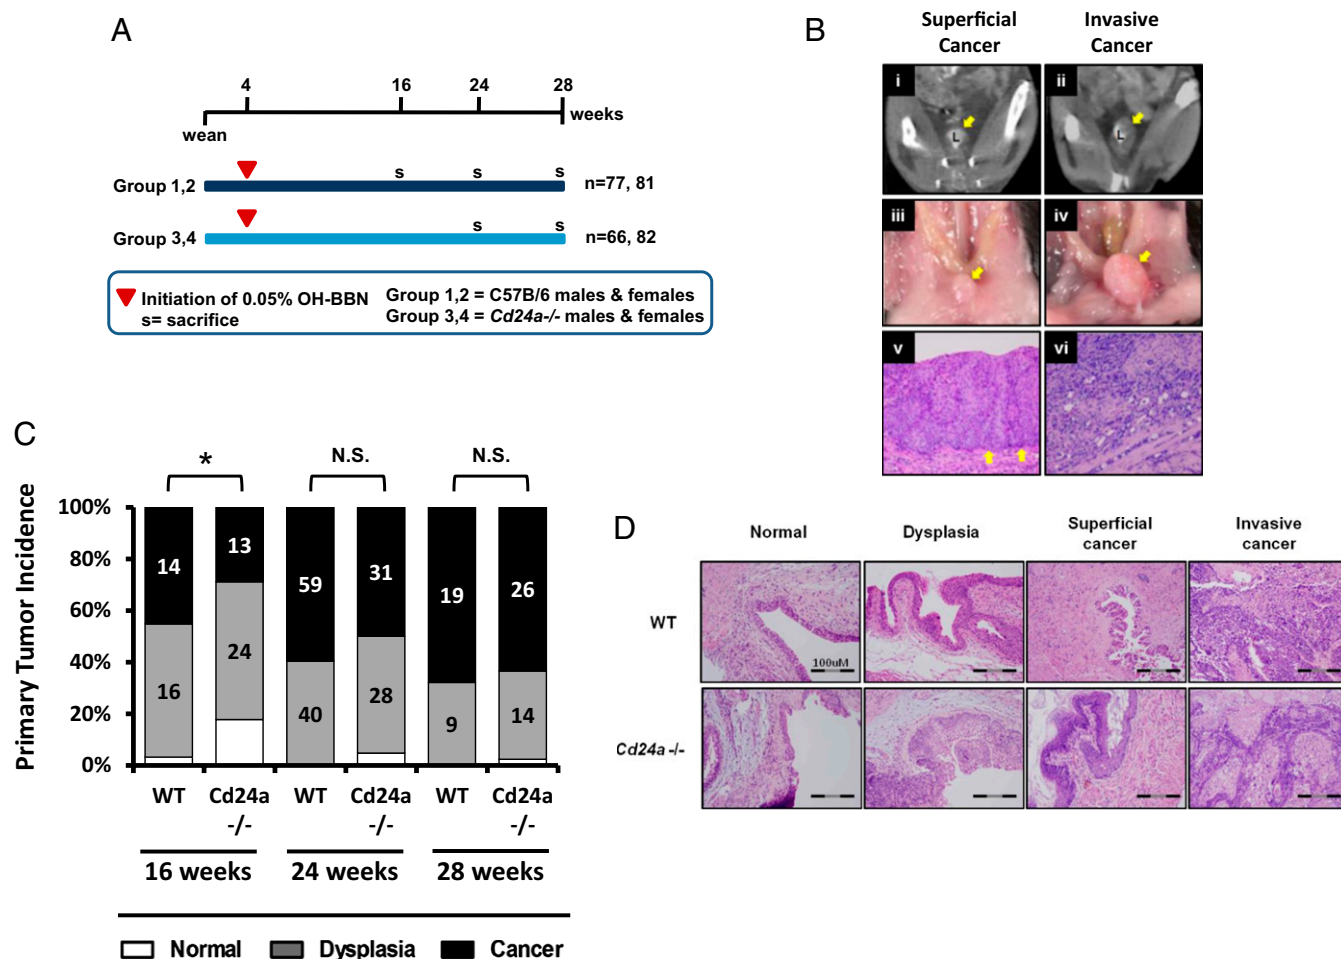 A
4
16
24
28
weeks
wean
Group 1,2
s
s
s
n=77, 81
Group 3,4
s
s
n=66, 82
Initiation of 0.05% OH-BBN
s= sacrifice
Group 1,2 = C57B/6 males & females
Group 3,4 = Cd24a-/- males & females
B
Superficial
Cancer
Invasive
Cancer
i
L
ii
L
iii
iv
v
vi
C
Primary Tumor Incidence
*
N.S.
N.S.
100%
80%
60%
40%
20%
0%
14
16
13
24
59
40
31
28
19
9
26
14
WT
Cd24a
-/-
WT
Cd24a
-/-
WT
Cd24a
-/-
16 weeks
24 weeks
28 weeks
Normal
Dysplasia
Cancer
D
Normal
Dysplasia
Superficial
cancer
Invasive
cancer
WT
100uM
Cd24a -/-